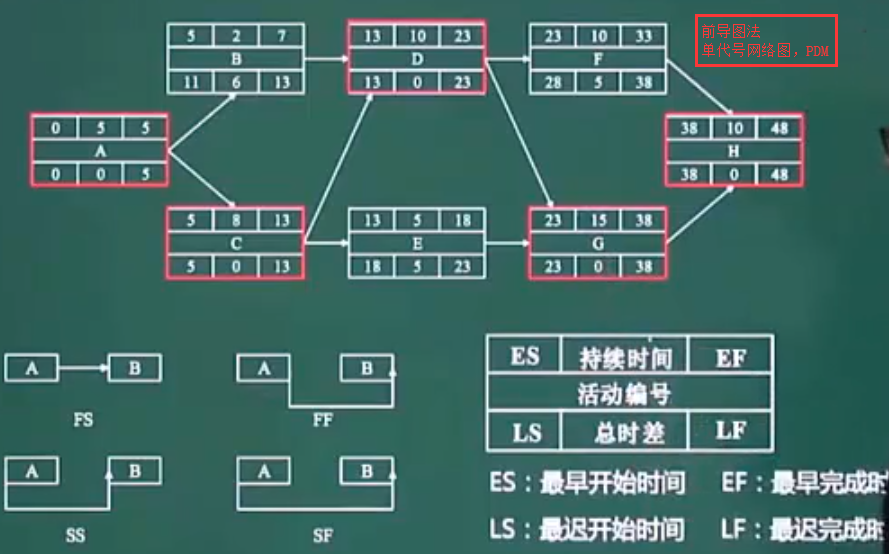 前导图法
单代号网络图，PDM
5 2 7
B
11 6 13
13 10 23
D
13 0 23
23 10 33
F
28 5 38
0 5 5
A
0 0 5
38 10 48
H
38 0 48
5 8 13
C
5 0 13
13 5 18
E
18 5 23
23 15 38
G
23 0 38
A B
FS
A B
FF
A B
SS
A B
SF
ES 持续时间 EF
活动编号
LS 总时差 LF
ES：最早开始时间 EF：最早完成时
LS：最迟开始时间 LF：最迟完成时